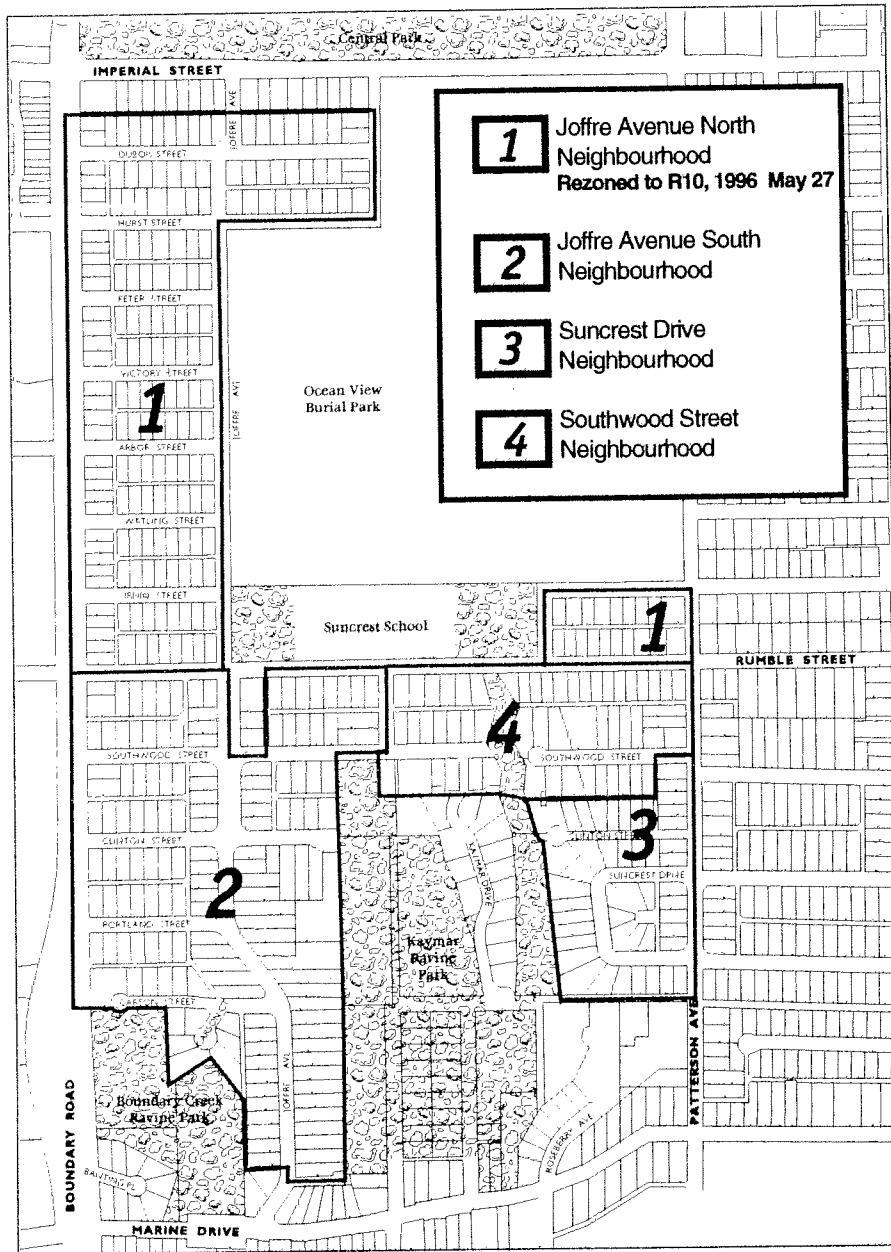 Central Park
IMPERIAL STREET
JOFFRE AVE
1
Joffre Avenue North
Neighbourhood
Rezoned to R10, 1996 May 27
2
Joffre Avenue South
Neighbourhood
3
Suncrest Drive
Neighbourhood
4
Southwood Street
Neighbourhood
HURST STREET
PETER STREET
VICTORY STREET
1
JOFFRE AVE
Ocean View
Burial Park
ARBOR STREET
WATLING STREET
STREET
Suncrest School
1
RUMBLE STREET
4
SOUTHWOOD STREET
SOUTHWOOD STREET
3
CLINTON STREET
CLINTON
KAYMAR DRIVE
SUNCREST DRIVE
2
PORTLAND STREET
Kaymar
Ravine
Park
CARSON STREET
JOFFRE AVE
Boundary Creek
Ravine Park
BOUNDARY ROAD
PATTERSON AVE
ROSEBERRY AVE
BANTING PL
MARINE DRIVE